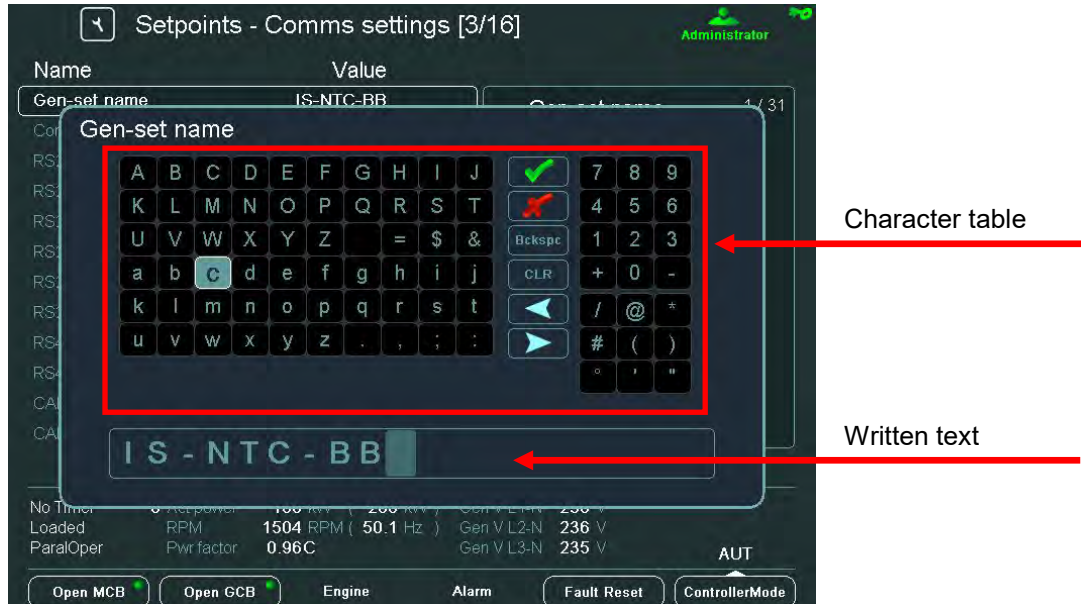 Setpoints - Comms settings [3/16]
Administrator
Name Value
Gen-set name IS-NTC-BB 1 / 31
Gen-set name
A B C D E F G H I J 7 8 9
K L M N O P Q R S T 4 5 6
U V W X Y Z = $ & Bckspc 1 2 3
a b c d e f g h i j CLR + 0 -
k l m n o p q r s t / @ *
u v w x y z . , ; : # ( )
° ' "
IS-NTC-BB
Character table
Written text
Loaded RPM 1504 RPM ( 50.1 Hz ) Gen V L2-N 236 V
ParalOper Pwr factor 0.96C Gen V L3-N 235 V AUT
Open MCB Open GCB Engine Alarm Fault Reset ControllerMode